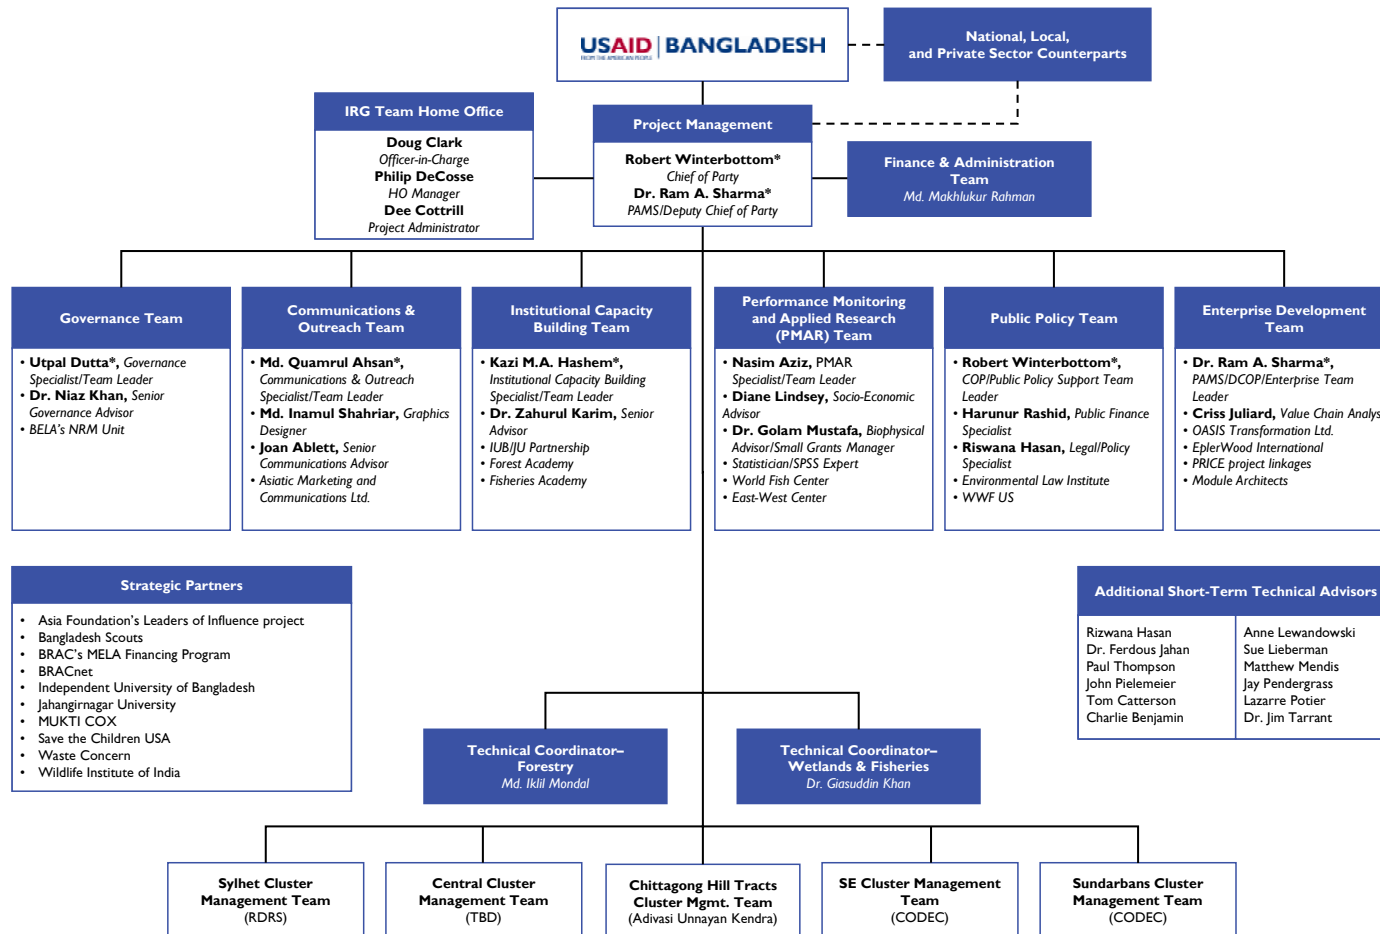 USAID | BANGLADESH
FROM THE AMERICAN PEOPLE
National, Local,
and Private Sector Counterparts
IRG Team Home Office
Doug Clark
Officer-in-Charge
Philip DeCosse
HO Manager
Dee Cottrill
Project Administrator
Project Management
Robert Winterbottom*
Chief of Party
Dr. Ram A. Sharma*
PAMS/Deputy Chief of Party
Finance & Administration
Team
Md. Makhlukur Rahman
Governance Team
• Utpal Dutta*, Governance
Specialist/Team Leader
• Dr. Niaz Khan, Senior
Governance Advisor
• BELA's NRM Unit
Communications &
Outreach Team
• Md. Quamrul Ahsan*,
Communications & Outreach
Specialist/Team Leader
• Md. Inamul Shahriar, Graphics
Designer
• Joan Ablett, Senior
Communications Advisor
• Asiatic Marketing and
Communications Ltd.
Institutional Capacity
Building Team
• Kazi M.A. Hashem*,
Institutional Capacity Building
Specialist/Team Leader
• Dr. Zahurul Karim, Senior
Advisor
• IUB/JU Partnership
• Forest Academy
• Fisheries Academy
Performance Monitoring
and Applied Research
(PMAR) Team
• Nasim Aziz, PMAR
Specialist/Team Leader
• Diane Lindsey, Socio-Economic
Advisor
• Dr. Golam Mustafa, Biophysical
Advisor/Small Grants Manager
• Statistician/SPSS Expert
• World Fish Center
• East-West Center
Public Policy Team
• Robert Winterbottom*,
COP/Public Policy Support Team
Leader
• Harunur Rashid, Public Finance
Specialist
• Riswana Hasan, Legal/Policy
Specialist
• Environmental Law Institute
• WWF US
Enterprise Development
Team
• Dr. Ram A. Sharma*,
PAMS/DCOP/Enterprise Team
Leader
• Criss Juliard, Value Chain Analys
• OASIS Transformation Ltd.
• EplerWood International
• PRICE project linkages
• Module Architects
Strategic Partners
• Asia Foundation's Leaders of Influence project
• Bangladesh Scouts
• BRAC's MELA Financing Program
• BRACnet
• Independent University of Bangladesh
• Jahangirnagar University
• MUKTI COX
• Save the Children USA
• Waste Concern
• Wildlife Institute of India
Additional Short-Term Technical Advisors
Rizwana Hasan
Dr. Ferdous Jahan
Paul Thompson
John Pielemeier
Tom Catterson
Charlie Benjamin
Anne Lewandowski
Sue Lieberman
Matthew Mendis
Jay Pendergrass
Lazarre Potier
Dr. Jim Tarrant
Technical Coordinator–
Forestry
Md. Iklil Mondal
Technical Coordinator–
Wetlands & Fisheries
Dr. Giasuddin Khan
Sylhet Cluster
Management Team
(RDRS)
Central Cluster
Management Team
(TBD)
Chittagong Hill Tracts
Cluster Mgmt. Team
(Adivasi Unnayan Kendra)
SE Cluster Management
Team
(CODEC)
Sundarbans Cluster
Management Team
(CODEC)